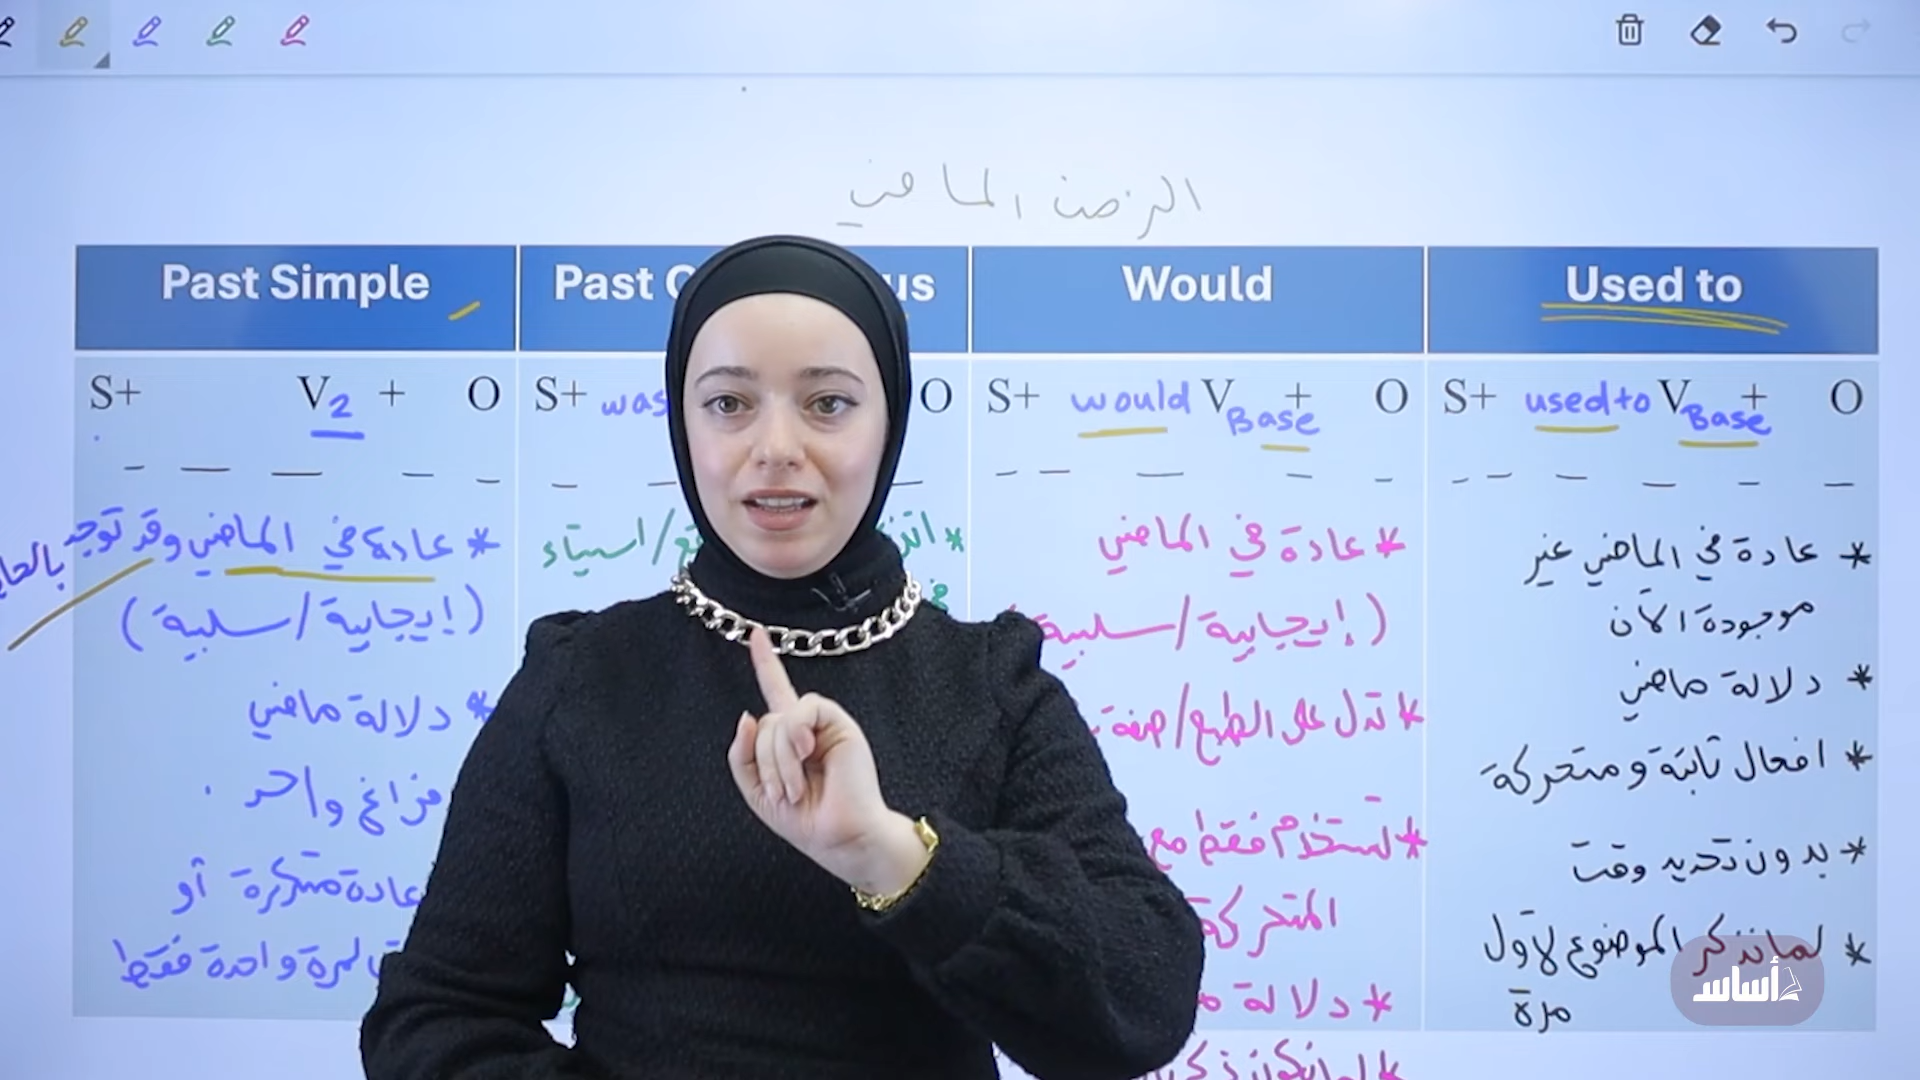 الزمن الماضي
Past Simple
Past C us
Would
Used to
S+ V2 + O
S+ was O
S+ would V Base + O
S+ used to V Base + O
* عادة في الماضي وقد توجد
(إيجابية/سلبية)
* دلالة ماضي
فراغ واحد
عادة متكررة أو
لمرة واحدة فقط
اشياء
* عادة في الماضي
(إيجابية/سلبية
* تدل على الطبع/صفة
* تستخدم فقط مع
المتحركة
* دلالة
* عادة في الماضي غير
موجودة الآن
* دلالة ماضي
* افعال ثابتة ومتحركة
* بدون تحديد وقت
* لما نذكر الموضوع لأول
مرة
أساس